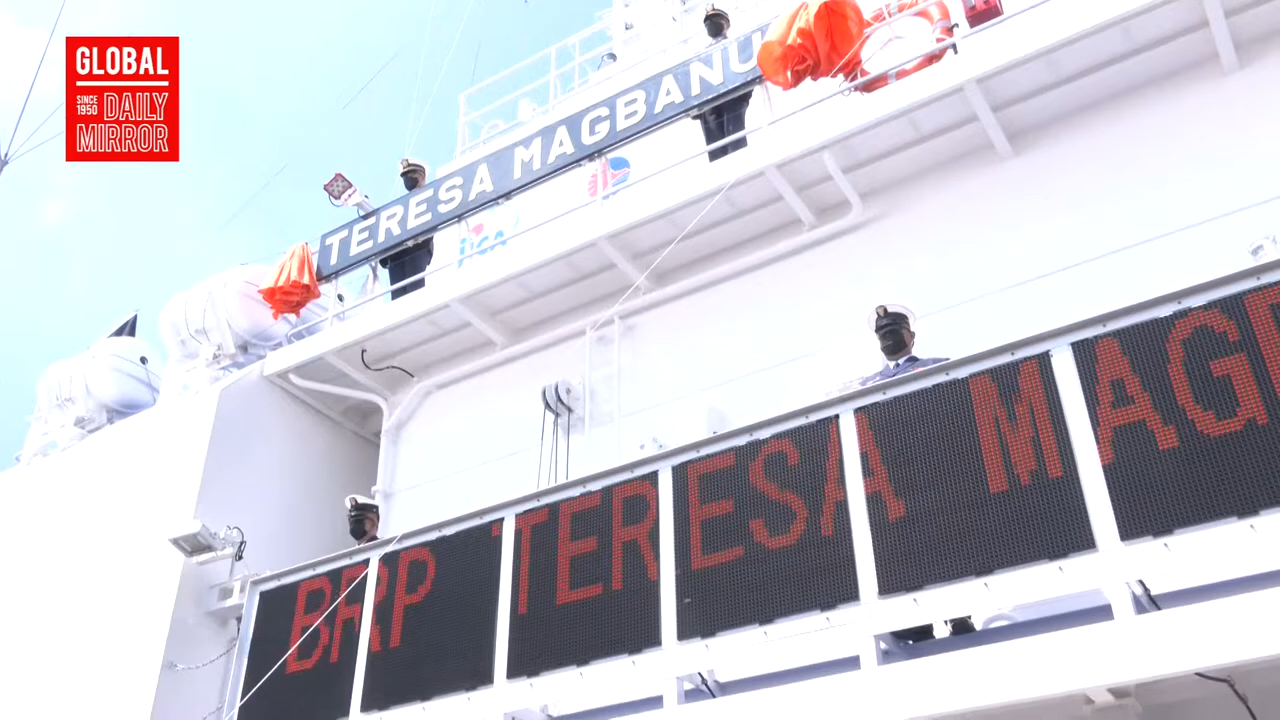 GLOBAL
SINCE
1950
DAILY
MIRROR
TERESA MAGBANU
BRP TERESA MAGB